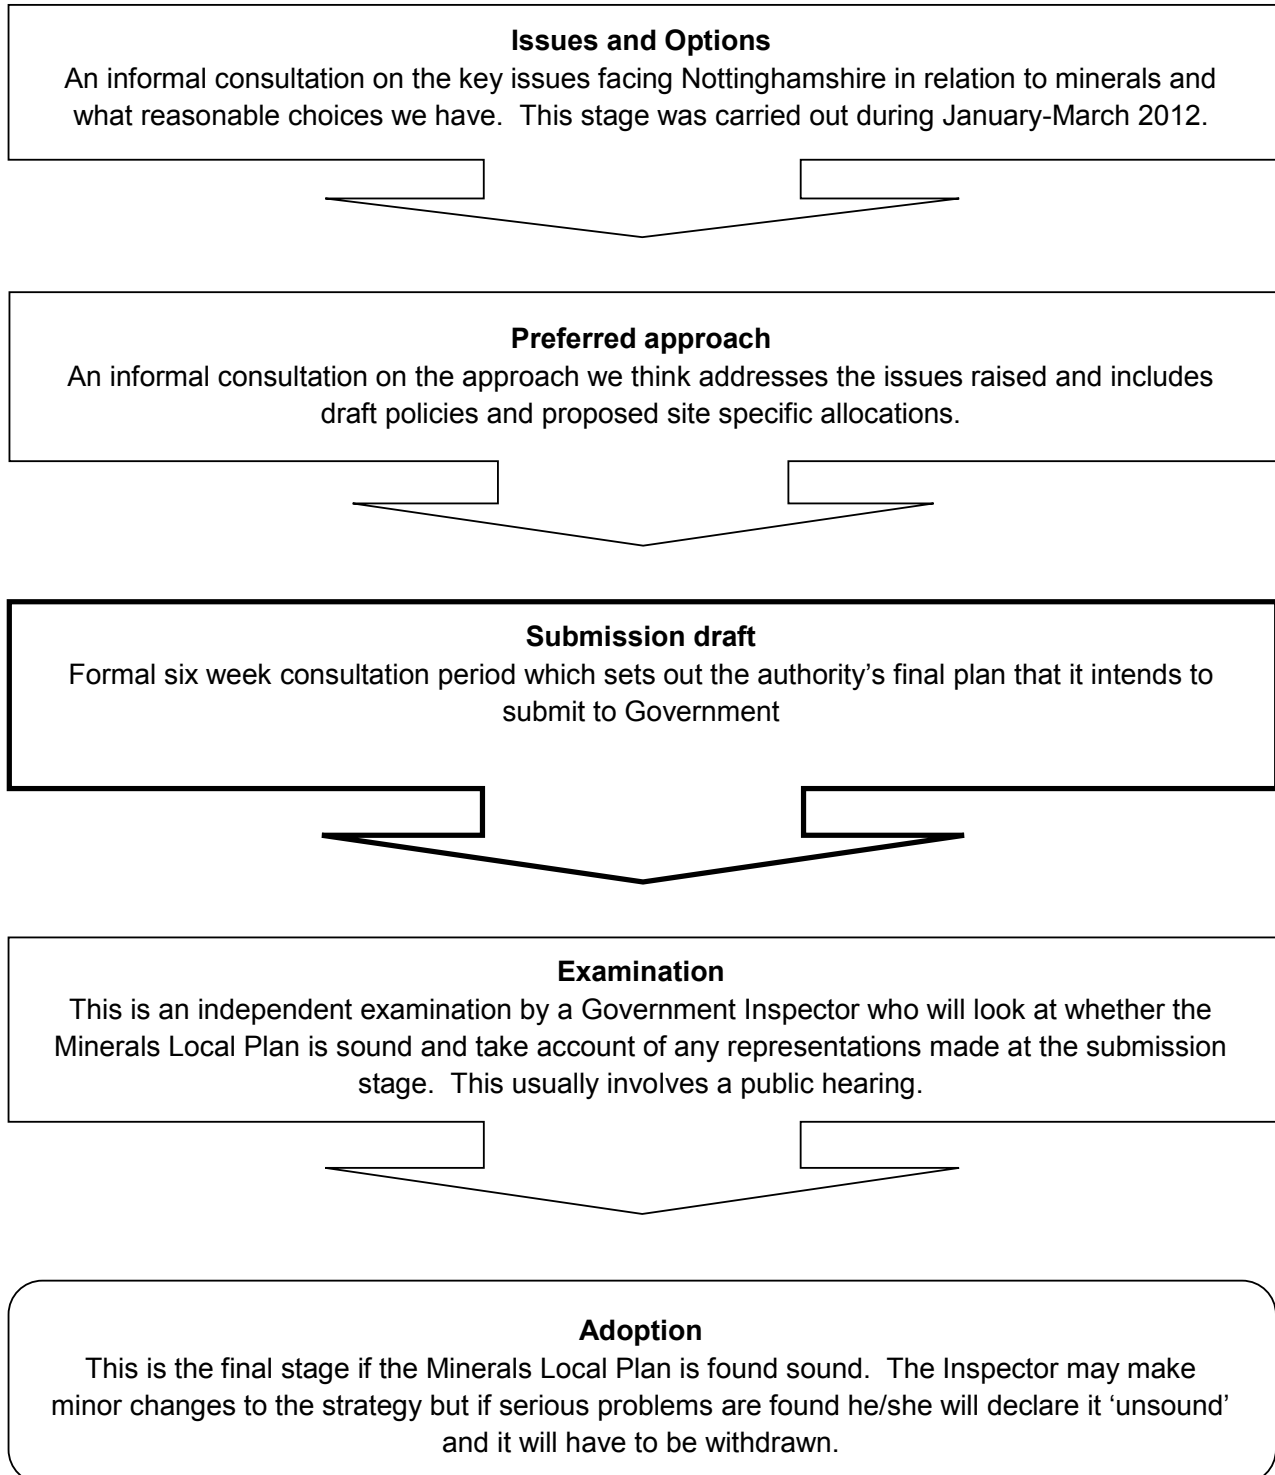 Issues and Options
An informal consultation on the key issues facing Nottinghamshire in relation to minerals and
what reasonable choices we have.  This stage was carried out during January-March 2012.
Preferred approach
An informal consultation on the approach we think addresses the issues raised and includes
draft policies and proposed site specific allocations.
Submission draft
Formal six week consultation period which sets out the authority’s final plan that it intends to
submit to Government
Examination
This is an independent examination by a Government Inspector who will look at whether the
Minerals Local Plan is sound and take account of any representations made at the submission
stage.  This usually involves a public hearing.
Adoption
This is the final stage if the Minerals Local Plan is found sound.  The Inspector may make
minor changes to the strategy but if serious problems are found he/she will declare it ‘unsound’
and it will have to be withdrawn.